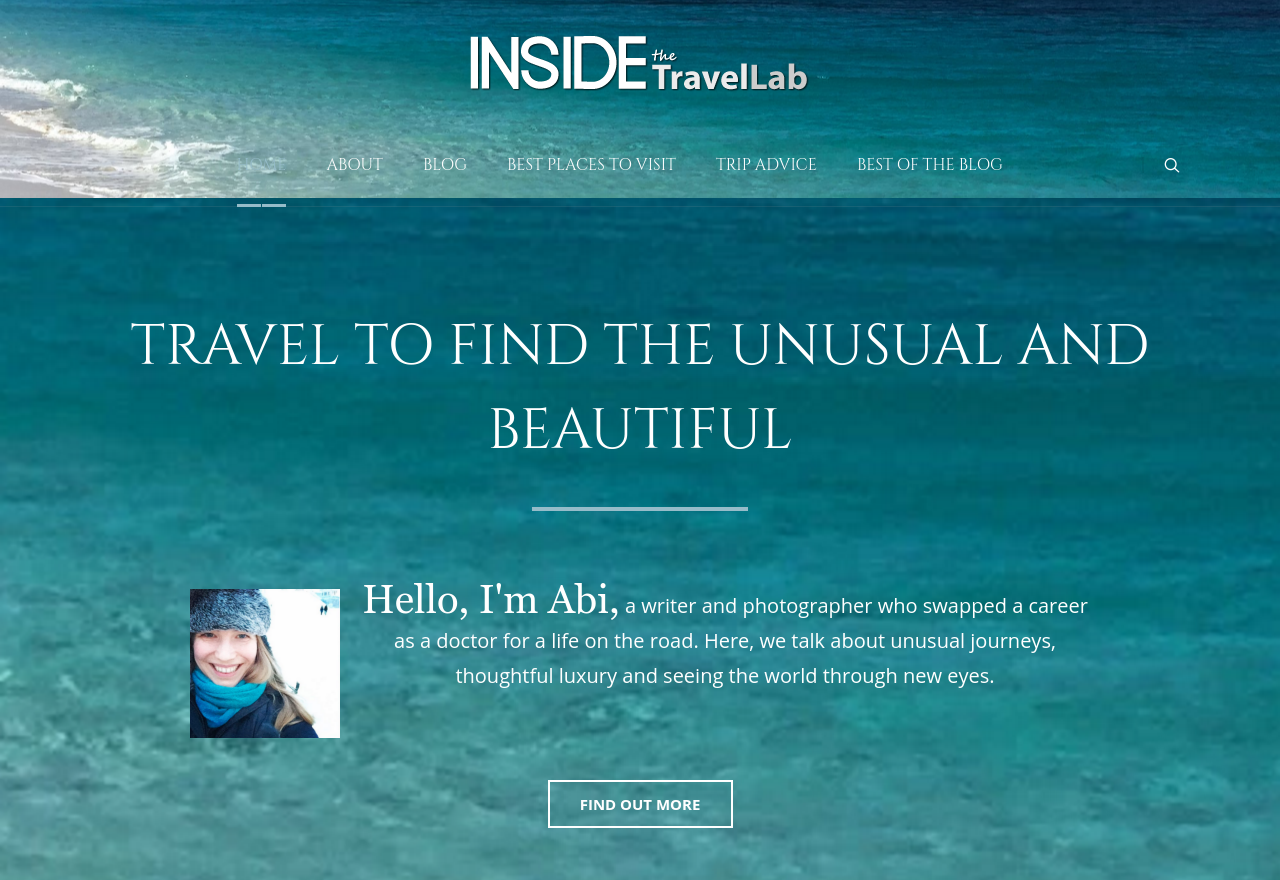 INSIDE the TravelLab
ABOUT BLOG BEST PLACES TO VISIT TRIP ADVICE BEST OF THE BLOG
TRAVEL TO FIND THE UNUSUAL AND
BEAUTIFUL
Hello, I'm Abi, a writer and photographer who swapped a career
as a doctor for a life on the road. Here, we talk about unusual journeys,
thoughtful luxury and seeing the world through new eyes.
FIND OUT MORE